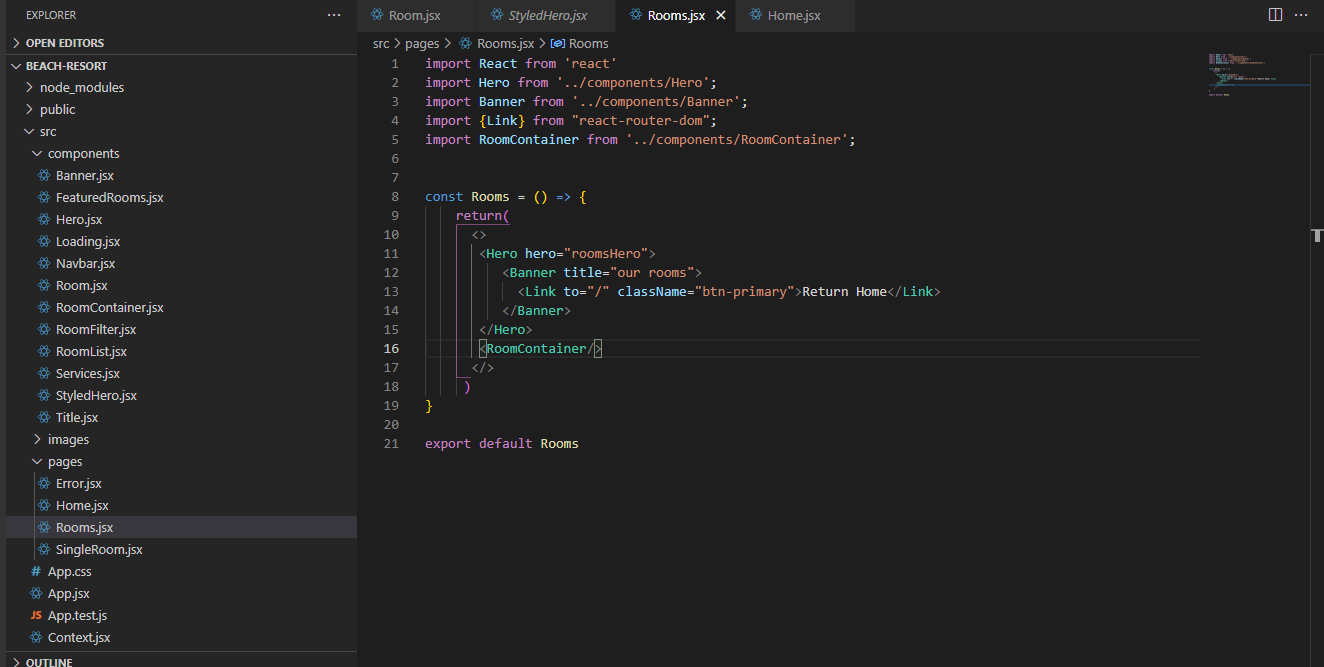 EXPLORER
OPEN EDITORS
BEACH-RESORT
node_modules
public
src
components
Banner.jsx
FeaturedRooms.jsx
Hero.jsx
Loading.jsx
Navbar.jsx
Room.jsx
RoomContainer.jsx
RoomFilter.jsx
RoomList.jsx
Services.jsx
StyledHero.jsx
Title.jsx
images
pages
Error.jsx
Home.jsx
Rooms.jsx
SingleRoom.jsx
# App.css
App.jsx
JS App.test.js
Context.jsx
OUTLINE
Room.jsx StyledHero.jsx Rooms.jsx Home.jsx
src > pages > Rooms.jsx > Rooms
1 import React from 'react'
2 import Hero from '../components/Hero';
3 import Banner from '../components/Banner';
4 import {Link} from "react-router-dom";
5 import RoomContainer from '../components/RoomContainer';
6
7
8 const Rooms = () => {
9 return(
10 <>
11 <Hero hero="roomsHero">
12 <Banner title="our rooms">
13 <Link to="/" className="btn-primary">Return Home</Link>
14 </Banner>
15 </Hero>
16 <RoomContainer/>
17 </>
18 )
19 }
20
21 export default Rooms